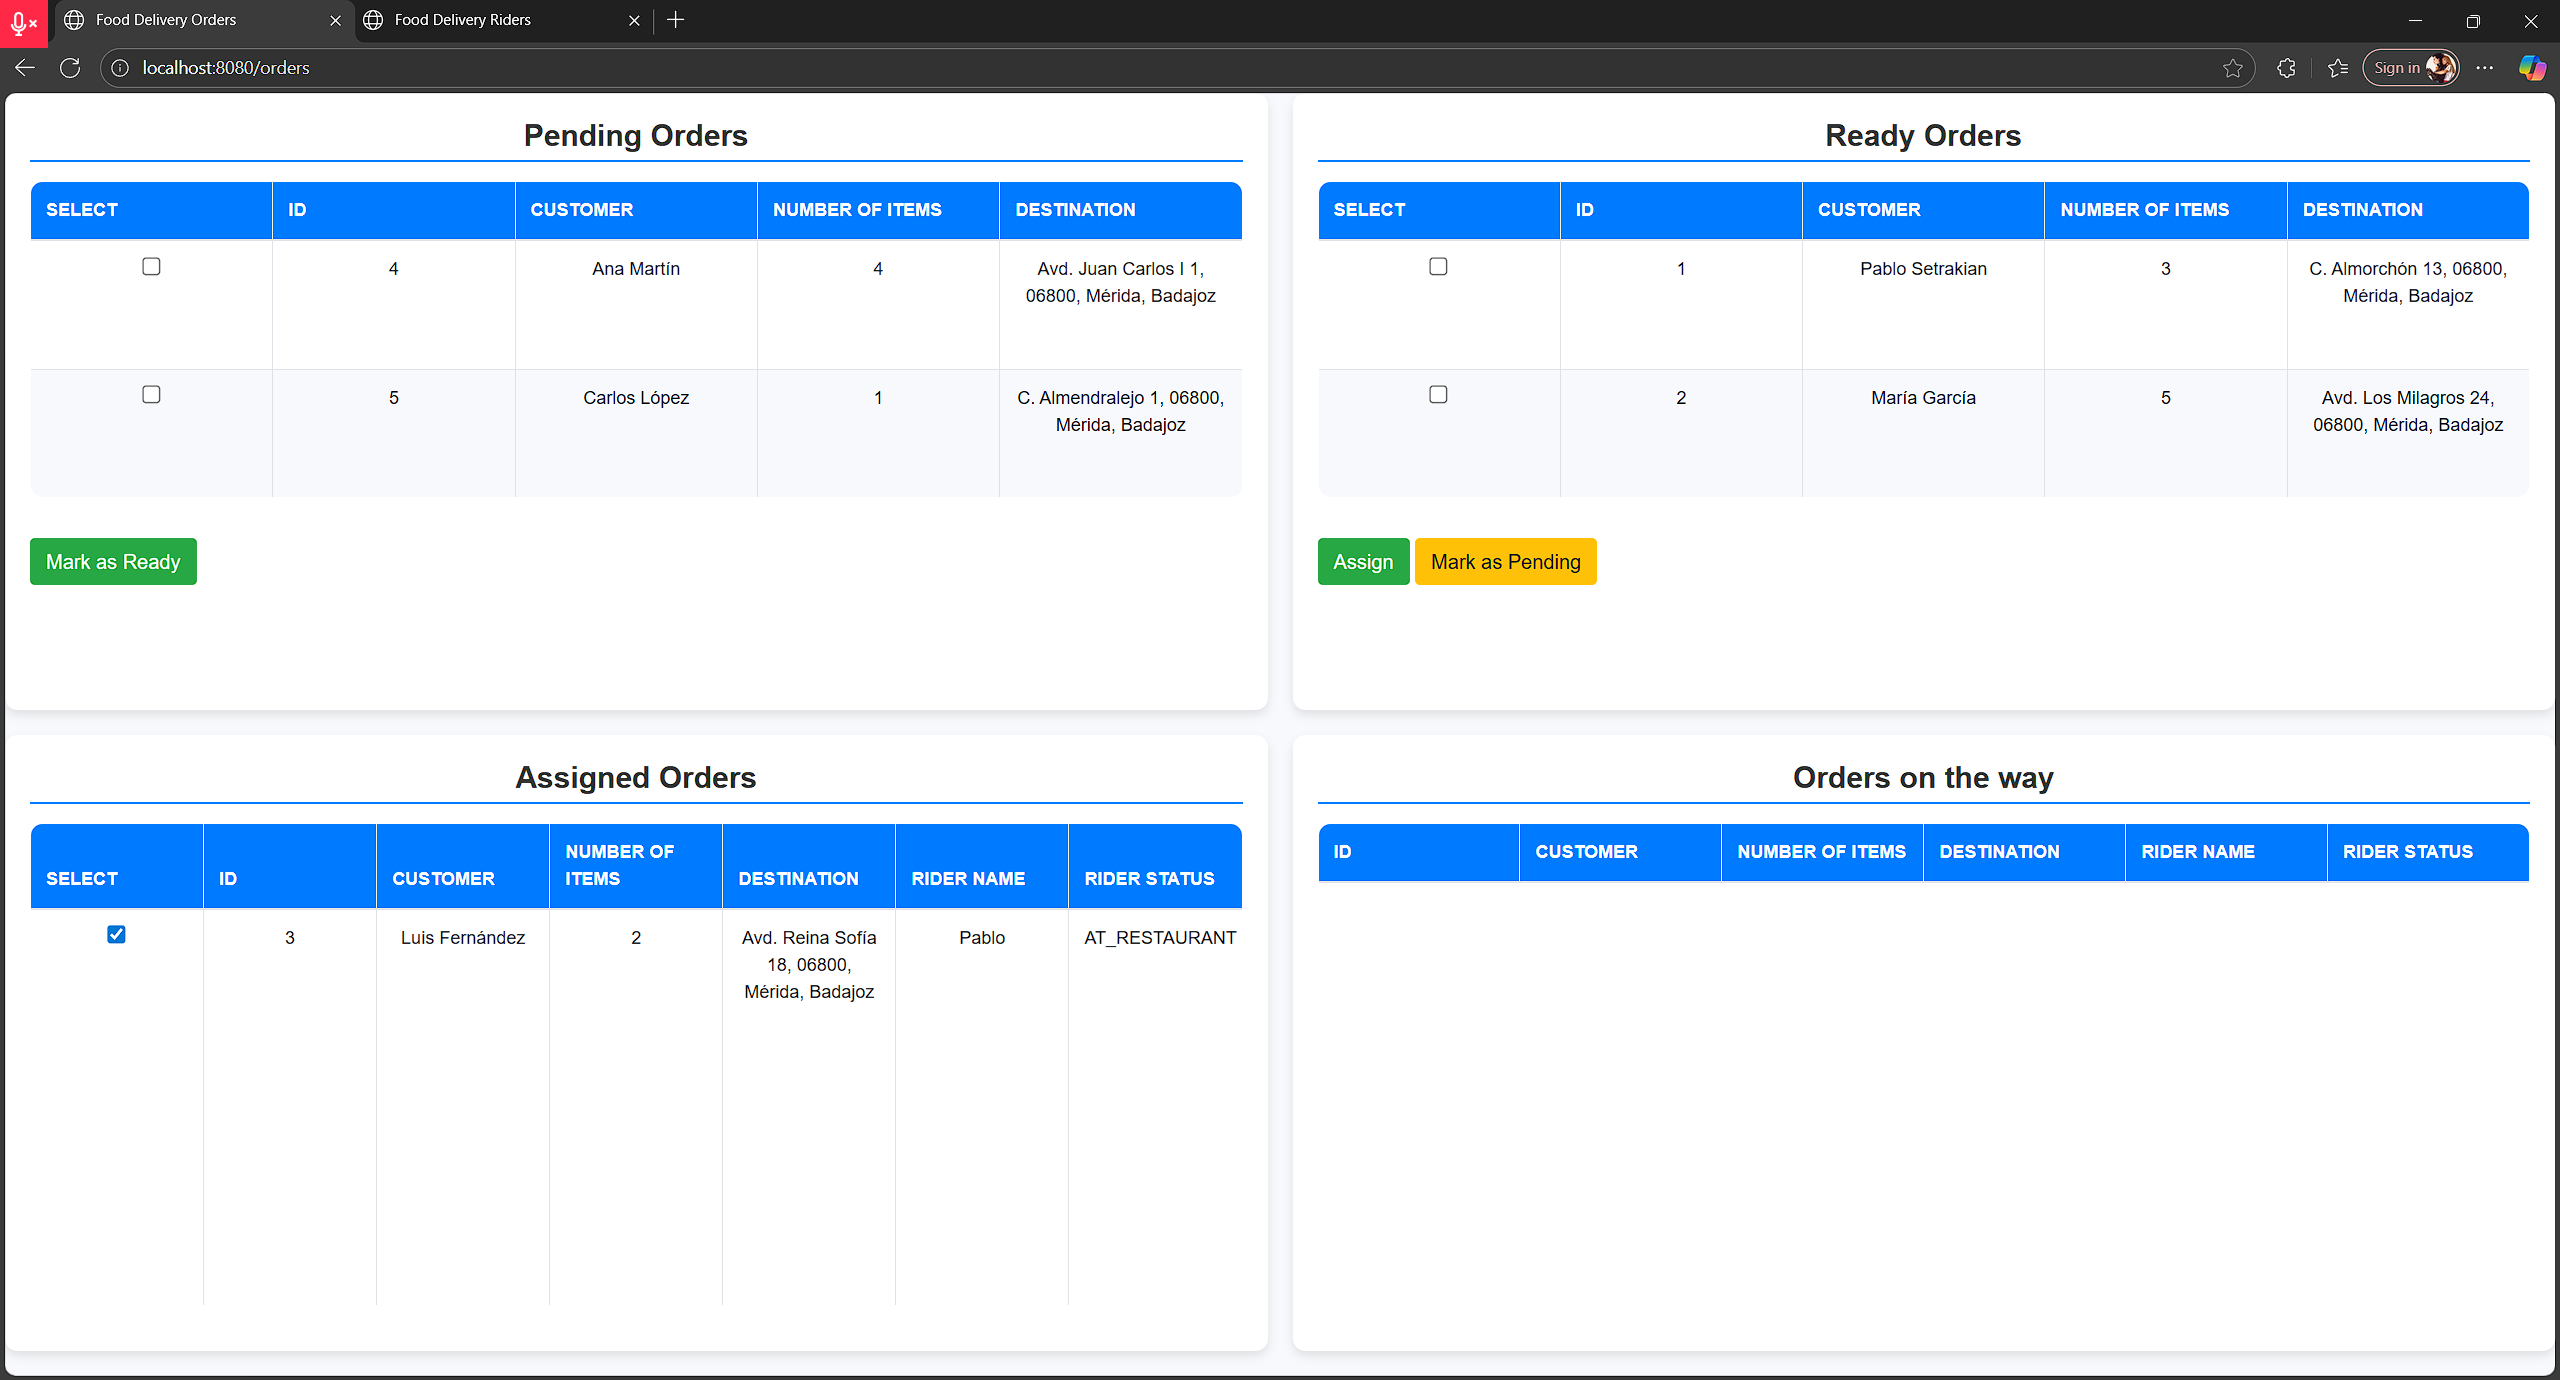 Food Delivery Orders
Food Delivery Riders
localhost:8080/orders
Sign in
Pending Orders
SELECT ID CUSTOMER NUMBER OF ITEMS DESTINATION
4 Ana Martín 4 Avd. Juan Carlos I 1,
06800, Mérida, Badajoz
5 Carlos López 1 C. Almendralejo 1, 06800,
Mérida, Badajoz
Mark as Ready
Ready Orders
SELECT ID CUSTOMER NUMBER OF ITEMS DESTINATION
1 Pablo Setrakian 3 C. Almorchón 13, 06800,
Mérida, Badajoz
2 María García 5 Avd. Los Milagros 24,
06800, Mérida, Badajoz
Assign Mark as Pending
Assigned Orders
SELECT ID CUSTOMER NUMBER OF
ITEMS DESTINATION RIDER NAME RIDER STATUS
3 Luis Fernández 2 Avd. Reina Sofía Pablo AT_RESTAURANT
18, 06800,
Mérida, Badajoz
Orders on the way
ID CUSTOMER NUMBER OF ITEMS DESTINATION RIDER NAME RIDER STATUS